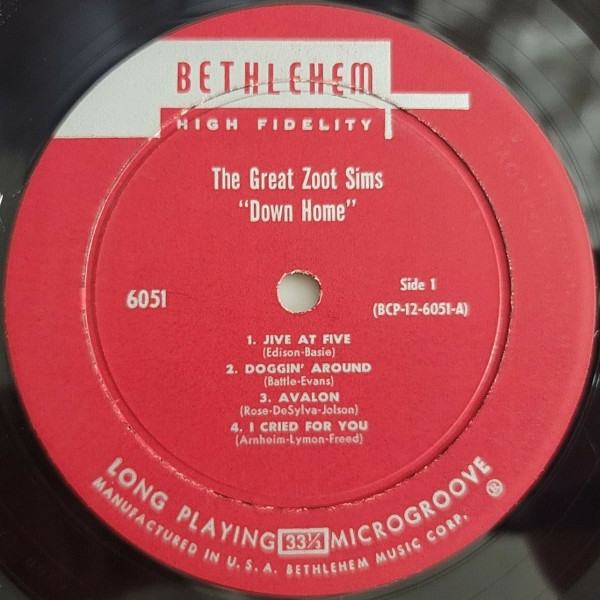 BETHLEHEM
HIGH FIDELITY
The Great Zoot Sims
"Down Home"
6051
Side 1
(BCP-12-6051-A)
1. JIVE AT FIVE
(Edison-Basie)
2. DOGGIN' AROUND
(Battle-Evans)
3. AVALON
(Rose-DeSylva-Jolson)
4. I CRIED FOR YOU
(Arnheim-Lymon-Freed)
LONG PLAYING 33⅓ MICROGROOVE ®
MANUFACTURED IN U.S.A. BETHLEHEM MUSIC CORP.